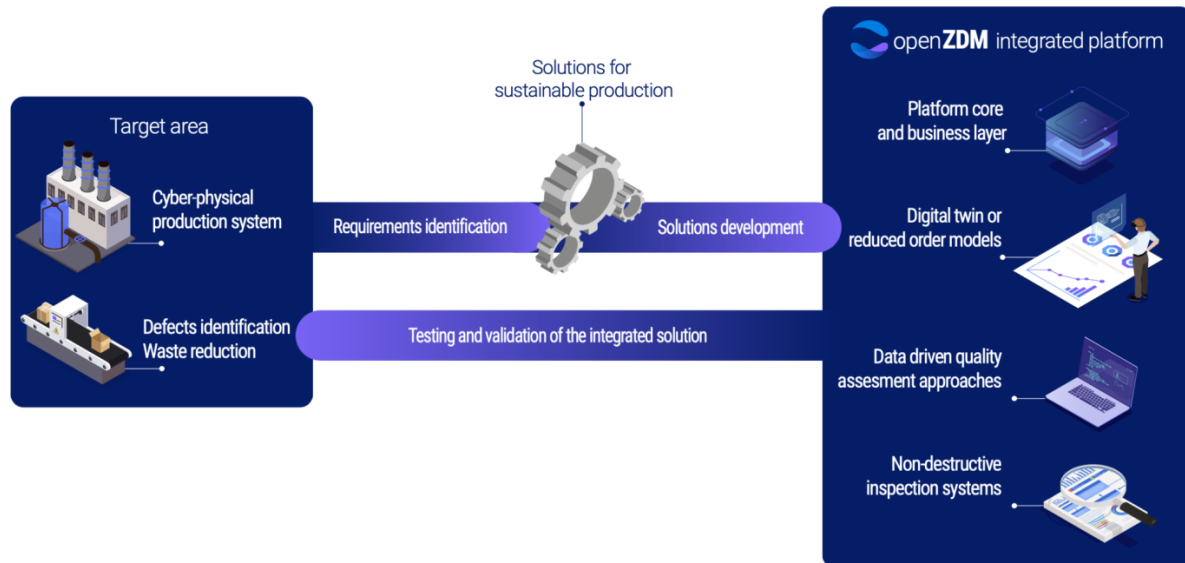 Target area
Cyber-physical
production system
Defects identification
Waste reduction
Requirements identification
Solutions for
sustainable production
Solutions development
Testing and validation of the integrated solution
openZDM integrated platform
Platform core
and business layer
Digital twin or
reduced order models
Data driven quality
assesment approaches
Non-destructive
inspection systems